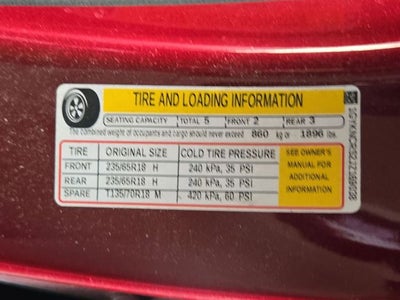 TIRE AND LOADING INFORMATION
SEATING CAPACITY TOTAL 5 FRONT 2 REAR 3
The combined weight of occupants and cargo should never exceed 860 kg or 1896 lbs.
TIRE ORIGINAL SIZE COLD TIRE PRESSURE
FRONT 235/65R18 H 240 kPa, 35 PSI
REAR 235/65R18 H 240 kPa, 35 PSI
SPARE T135/70R18 M 420 kPa, 60 PSI
SEE OWNER'S
MANUAL FOR
ADDITIONAL
INFORMATION